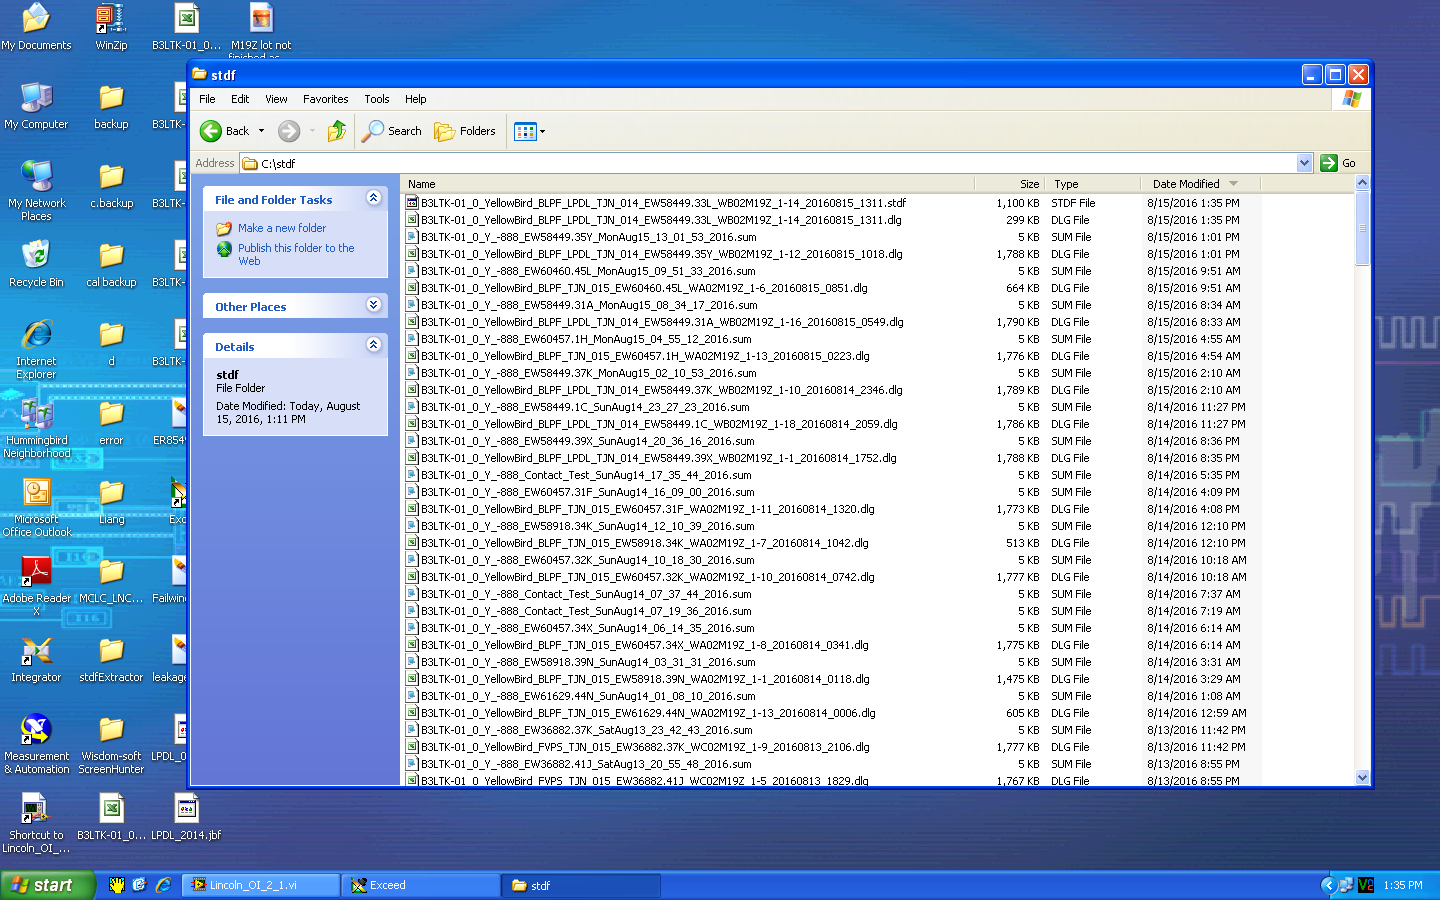 My Documents
WinZip
B3LTK-01_0...
M19Z lot not
finished as
My Computer
backup
B3LTK-
My Network
Places
c.backup
B3LTK-
Recycle Bin
cal backup
B3LTK-
Internet
Explorer
d
B3LTK-
Hummingbird
Neighborhood
error
ER854
Microsoft
Office Outlook
Liang
Exc
Adobe Reader
X
MCLC_LNC...
Failwin
Integrator
stdfExtractor
leakage
Measurement
& Automation
Wisdom-soft
ScreenHunter
LPDL_0
Shortcut to
Lincoln_OI_...
B3LTK-01_0...
LPDL_2014.jbf
stdf
File Edit View Favorites Tools Help
Back Search Folders
Address C:\stdf Go
File and Folder Tasks
Make a new folder
Publish this folder to the
Web
Other Places
Details
stdf
File Folder
Date Modified: Today, August
15, 2016, 1:11 PM
Name Size Type Date Modified
B3LTK-01_0_YellowBird_BLPF_LPDL_TJN_014_EW58449.33L_WB02M19Z_1-14_20160815_1311.stdf 1,100 KB STDF File 8/15/2016 1:35 PM
B3LTK-01_0_YellowBird_BLPF_LPDL_TJN_014_EW58449.33L_WB02M19Z_1-14_20160815_1311.dlg 299 KB DLG File 8/15/2016 1:35 PM
B3LTK-01_0_Y_-888_EW58449.35Y_MonAug15_13_01_53_2016.sum 5 KB SUM File 8/15/2016 1:01 PM
B3LTK-01_0_YellowBird_BLPF_LPDL_TJN_014_EW58449.35Y_WB02M19Z_1-12_20160815_1018.dlg 1,788 KB DLG File 8/15/2016 1:01 PM
B3LTK-01_0_Y_-888_EW60460.45L_MonAug15_09_51_33_2016.sum 5 KB SUM File 8/15/2016 9:51 AM
B3LTK-01_0_YellowBird_BLPF_TJN_015_EW60460.45L_WA02M19Z_1-6_20160815_0851.dlg 664 KB DLG File 8/15/2016 9:51 AM
B3LTK-01_0_Y_-888_EW58449.31A_MonAug15_08_34_17_2016.sum 5 KB SUM File 8/15/2016 8:34 AM
B3LTK-01_0_YellowBird_BLPF_LPDL_TJN_014_EW58449.31A_WB02M19Z_1-16_20160815_0549.dlg 1,790 KB DLG File 8/15/2016 8:33 AM
B3LTK-01_0_Y_-888_EW60457.1H_MonAug15_04_55_12_2016.sum 5 KB SUM File 8/15/2016 4:55 AM
B3LTK-01_0_YellowBird_BLPF_TJN_015_EW60457.1H_WA02M19Z_1-13_20160815_0223.dlg 1,776 KB DLG File 8/15/2016 4:54 AM
B3LTK-01_0_Y_-888_EW58449.37K_MonAug15_02_10_53_2016.sum 5 KB SUM File 8/15/2016 2:10 AM
B3LTK-01_0_YellowBird_BLPF_LPDL_TJN_014_EW58449.37K_WB02M19Z_1-10_20160814_2346.dlg 1,789 KB DLG File 8/15/2016 2:10 AM
B3LTK-01_0_Y_-888_EW58449.1C_SunAug14_23_27_23_2016.sum 5 KB SUM File 8/14/2016 11:27 PM
B3LTK-01_0_YellowBird_BLPF_LPDL_TJN_014_EW58449.1C_WB02M19Z_1-18_20160814_2059.dlg 1,786 KB DLG File 8/14/2016 11:27 PM
B3LTK-01_0_Y_-888_EW58449.39X_SunAug14_20_36_16_2016.sum 5 KB SUM File 8/14/2016 8:36 PM
B3LTK-01_0_YellowBird_BLPF_LPDL_TJN_014_EW58449.39X_WB02M19Z_1-1_20160814_1752.dlg 1,788 KB DLG File 8/14/2016 8:35 PM
B3LTK-01_0_Y_-888_Contact_Test_SunAug14_17_35_44_2016.sum 5 KB SUM File 8/14/2016 5:35 PM
B3LTK-01_0_Y_-888_EW60457.31F_SunAug14_16_09_00_2016.sum 5 KB SUM File 8/14/2016 4:09 PM
B3LTK-01_0_YellowBird_BLPF_TJN_015_EW60457.31F_WA02M19Z_1-11_20160814_1320.dlg 1,773 KB DLG File 8/14/2016 4:08 PM
B3LTK-01_0_Y_-888_EW58918.34K_SunAug14_12_10_39_2016.sum 5 KB SUM File 8/14/2016 12:10 PM
B3LTK-01_0_YellowBird_BLPF_TJN_015_EW58918.34K_WA02M19Z_1-7_20160814_1042.dlg 513 KB DLG File 8/14/2016 12:10 PM
B3LTK-01_0_Y_-888_EW60457.32K_SunAug14_10_18_30_2016.sum 5 KB SUM File 8/14/2016 10:18 AM
B3LTK-01_0_YellowBird_BLPF_TJN_015_EW60457.32K_WA02M19Z_1-10_20160814_0742.dlg 1,777 KB DLG File 8/14/2016 10:18 AM
B3LTK-01_0_Y_-888_Contact_Test_SunAug14_07_37_44_2016.sum 5 KB SUM File 8/14/2016 7:37 AM
B3LTK-01_0_Y_-888_Contact_Test_SunAug14_07_19_36_2016.sum 5 KB SUM File 8/14/2016 7:19 AM
B3LTK-01_0_Y_-888_EW60457.34X_SunAug14_06_14_35_2016.sum 5 KB SUM File 8/14/2016 6:14 AM
B3LTK-01_0_YellowBird_BLPF_TJN_015_EW60457.34X_WA02M19Z_1-8_20160814_0341.dlg 1,775 KB DLG File 8/14/2016 6:14 AM
B3LTK-01_0_Y_-888_EW58918.39N_SunAug14_03_31_31_2016.sum 5 KB SUM File 8/14/2016 3:31 AM
B3LTK-01_0_YellowBird_BLPF_TJN_015_EW58918.39N_WA02M19Z_1-1_20160814_0118.dlg 1,475 KB DLG File 8/14/2016 3:29 AM
B3LTK-01_0_Y_-888_EW61629.44N_SunAug14_01_08_10_2016.sum 5 KB SUM File 8/14/2016 1:08 AM
B3LTK-01_0_YellowBird_BLPF_TJN_015_EW61629.44N_WA02M19Z_1-13_20160814_0006.dlg 605 KB DLG File 8/14/2016 12:59 AM
B3LTK-01_0_Y_-888_EW36882.37K_SatAug13_23_42_43_2016.sum 5 KB SUM File 8/13/2016 11:42 PM
B3LTK-01_0_YellowBird_FVPS_TJN_015_EW36882.37K_WC02M19Z_1-9_20160813_2106.dlg 1,777 KB DLG File 8/13/2016 11:42 PM
B3LTK-01_0_Y_-888_EW36882.41J_SatAug13_20_55_48_2016.sum 5 KB SUM File 8/13/2016 8:55 PM
B3LTK-01_0_YellowBird_FVPS_TJN_015_EW36882.41J_WC02M19Z_1-5_20160813_1829.dlg 1,767 KB DLG File 8/13/2016 8:55 PM
start Lincoln_OI_2_1.vi Exceed stdf 1:35 PM